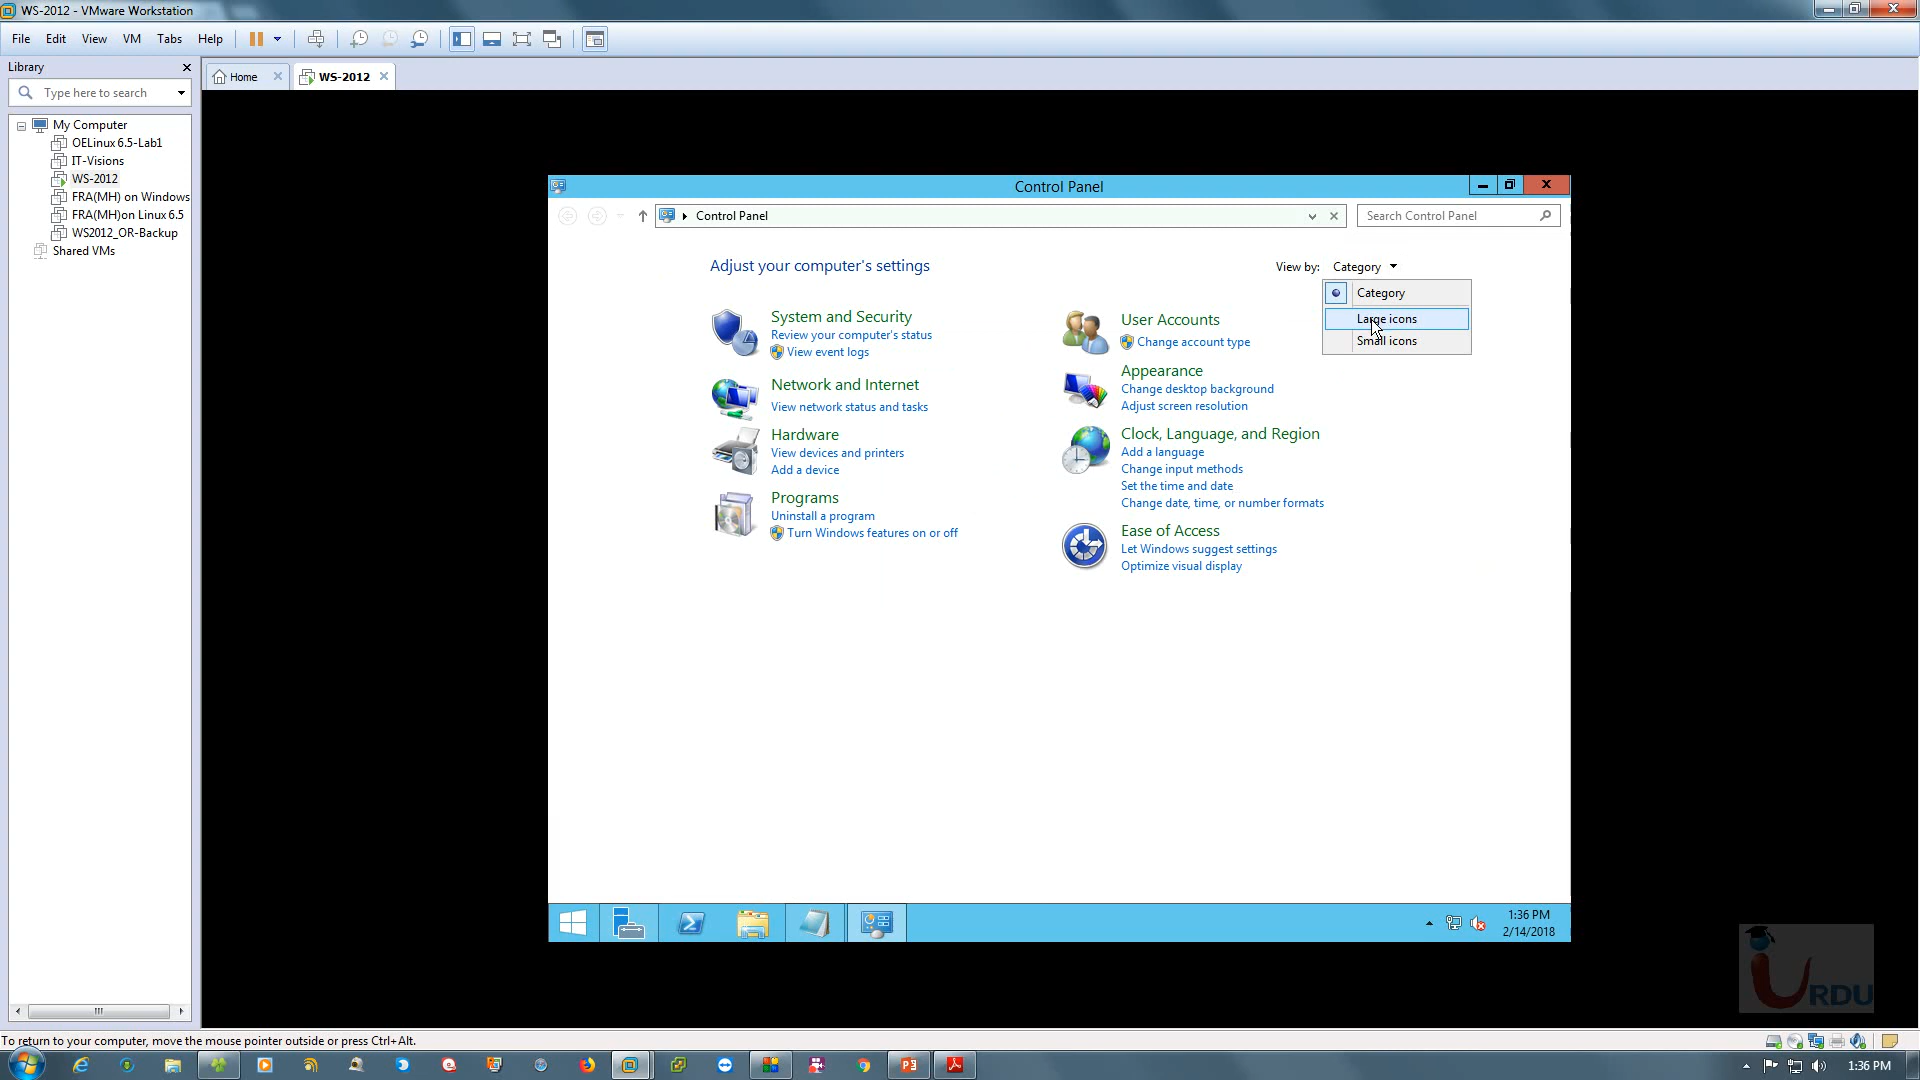 WS-2012 - VMware Workstation
File Edit View VM Tabs Help
Library
Home
WS-2012
Type here to search
My Computer
OELinux 6.5-Lab1
IT-Visions
WS-2012
FRA(MH) on Windows
FRA(MH)on Linux 6.5
WS2012_OR-Backup
Shared VMs
Control Panel
Control Panel
Search Control Panel
Adjust your computer's settings
View by: Category
Category
Large icons
Small icons
System and Security
Review your computer's status
View event logs
Network and Internet
View network status and tasks
Hardware
View devices and printers
Add a device
Programs
Uninstall a program
Turn Windows features on or off
User Accounts
Change account type
Appearance
Change desktop background
Adjust screen resolution
Clock, Language, and Region
Add a language
Change input methods
Set the time and date
Change date, time, or number formats
Ease of Access
Let Windows suggest settings
Optimize visual display
1:36 PM
2/14/2018
iURDU
To return to your computer, move the mouse pointer outside or press Ctrl+Alt.
1:36 PM